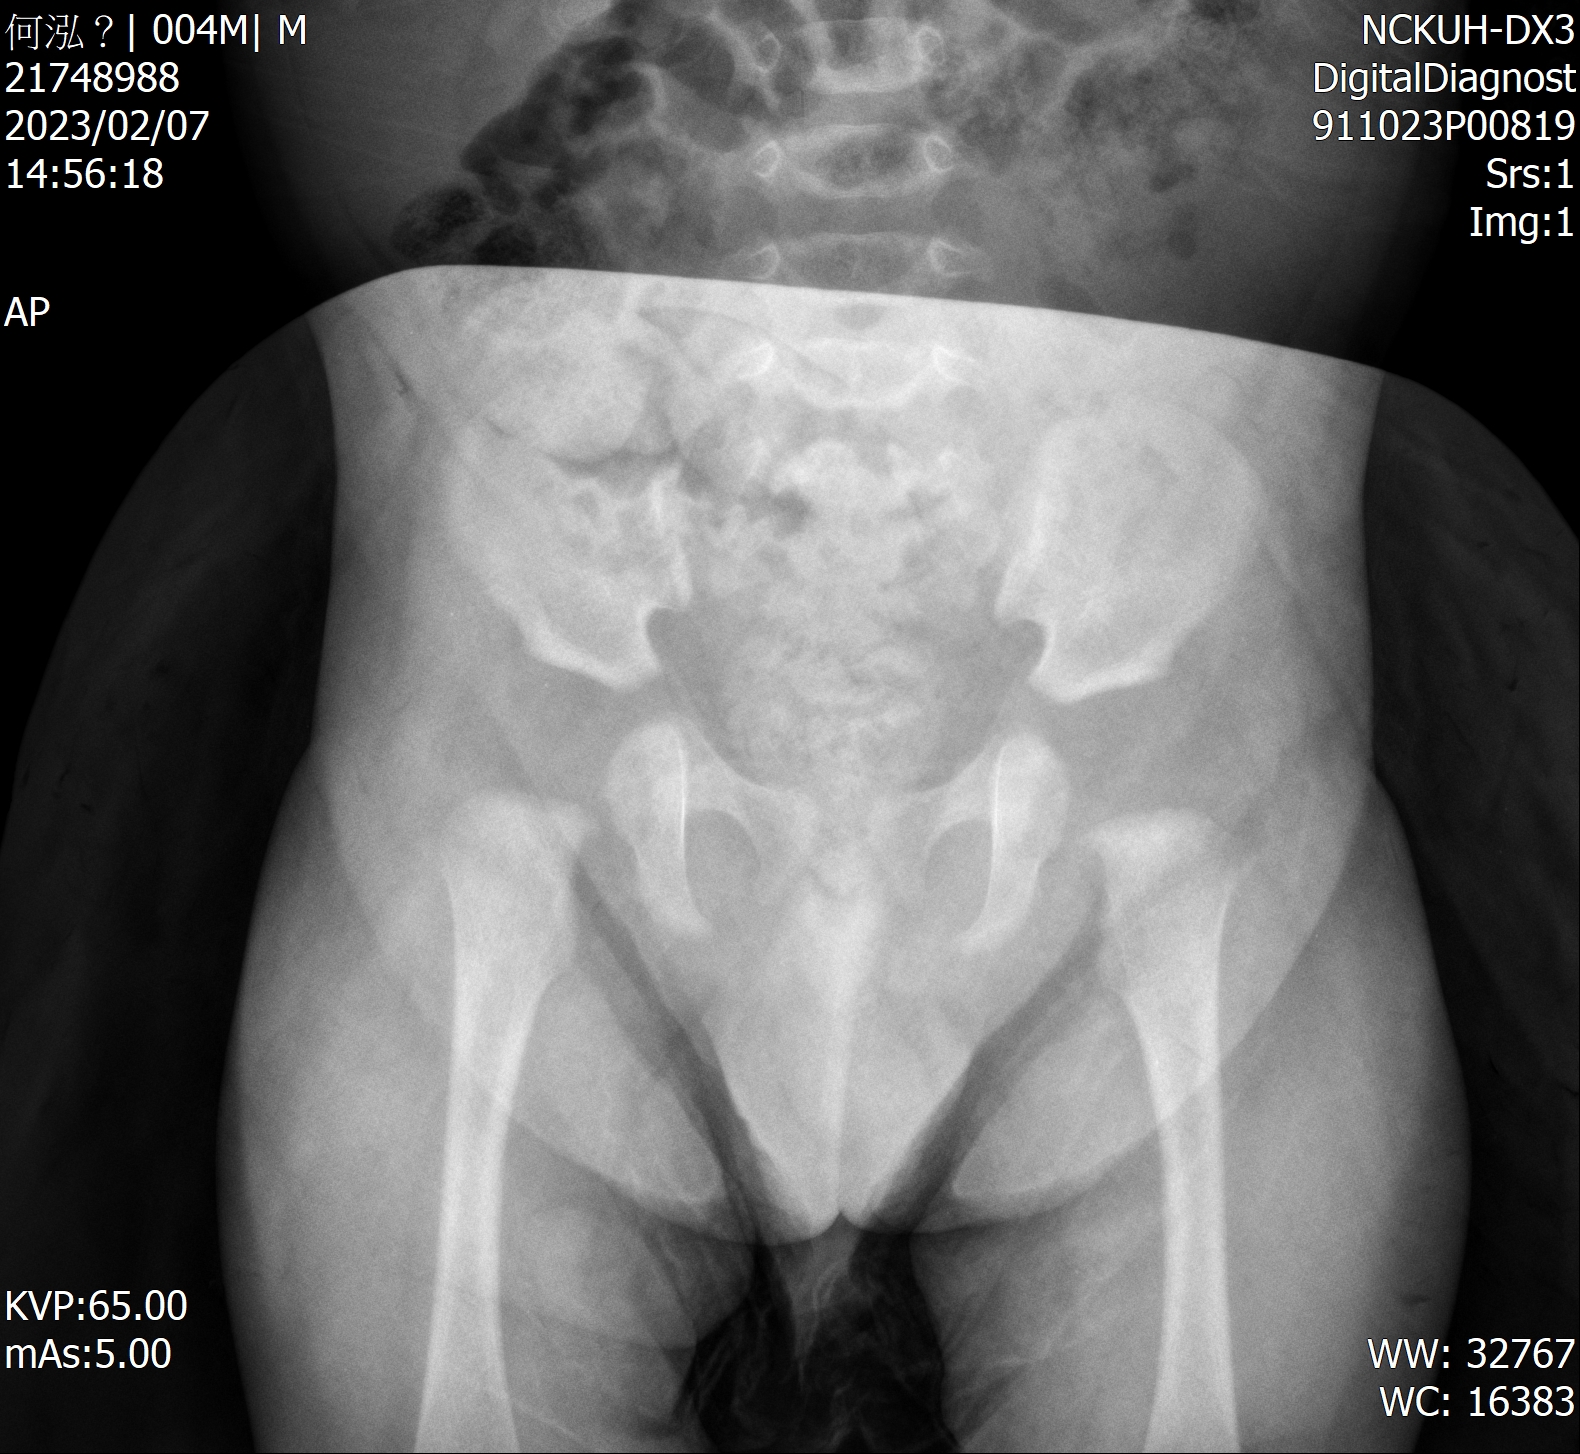 何泓？| 004M| M
21748988
2023/02/07
14:56:18
AP
NCKUH-DX3
DigitalDiagnost
911023P00819
Srs:1
Img:1
KVP:65.00
mAs:5.00
WW: 32767
WC: 16383